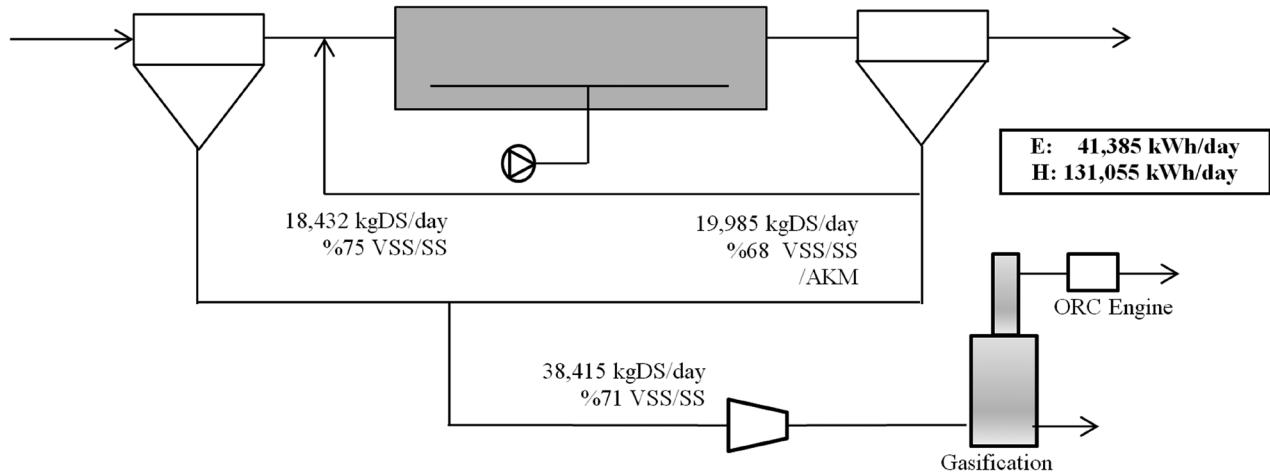 E: 41,385 kWh/day
H: 131,055 kWh/day
18,432 kgDS/day
%75 VSS/SS
19,985 kgDS/day
%68 VSS/SS
/AKM
ORC Engine
38,415 kgDS/day
%71 VSS/SS
Gasification